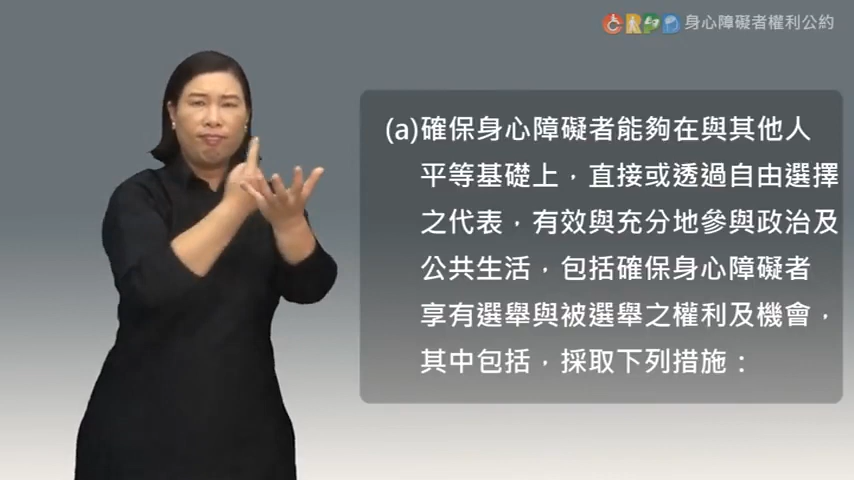 CRPD 身心障礙者權利公約
(a)確保身心障礙者能夠在與其他人
平等基礎上，直接或透過自由選擇
之代表，有效與充分地參與政治及
公共生活，包括確保身心障礙者
享有選舉與被選舉之權利及機會，
其中包括，採取下列措施：